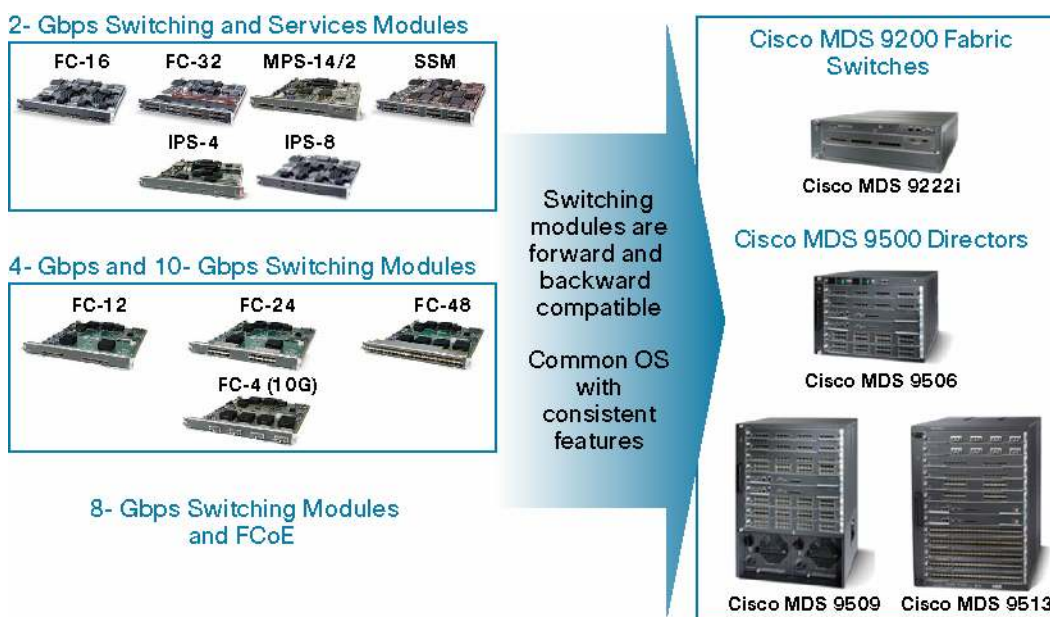 2- Gbps Switching and Services Modules
FC-16
FC-32
MPS-14/2
SSM
IPS-4
IPS-8
4- Gbps and 10- Gbps Switching Modules
FC-12
FC-24
FC-48
FC-4 (10G)
8- Gbps Switching Modules
and FCoE
Switching
modules are
forward and
backward
compatible
Common OS
with
consistent
features
Cisco MDS 9200 Fabric
Switches
Cisco MDS 9222i
Cisco MDS 9500 Directors
Cisco MDS 9506
Cisco MDS 9509
Cisco MDS 9513